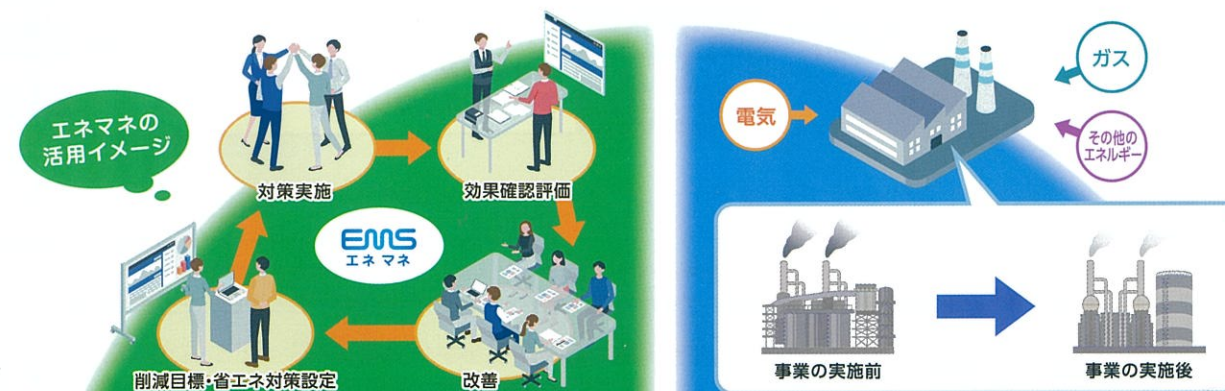 エネマネの
活用イメージ
対策実施
効果確認評価
EMS
エネマネ
削減目標・省エネ対策設定
改善
電気
ガス
その他の
エネルギー
事業の実施前
事業の実施後